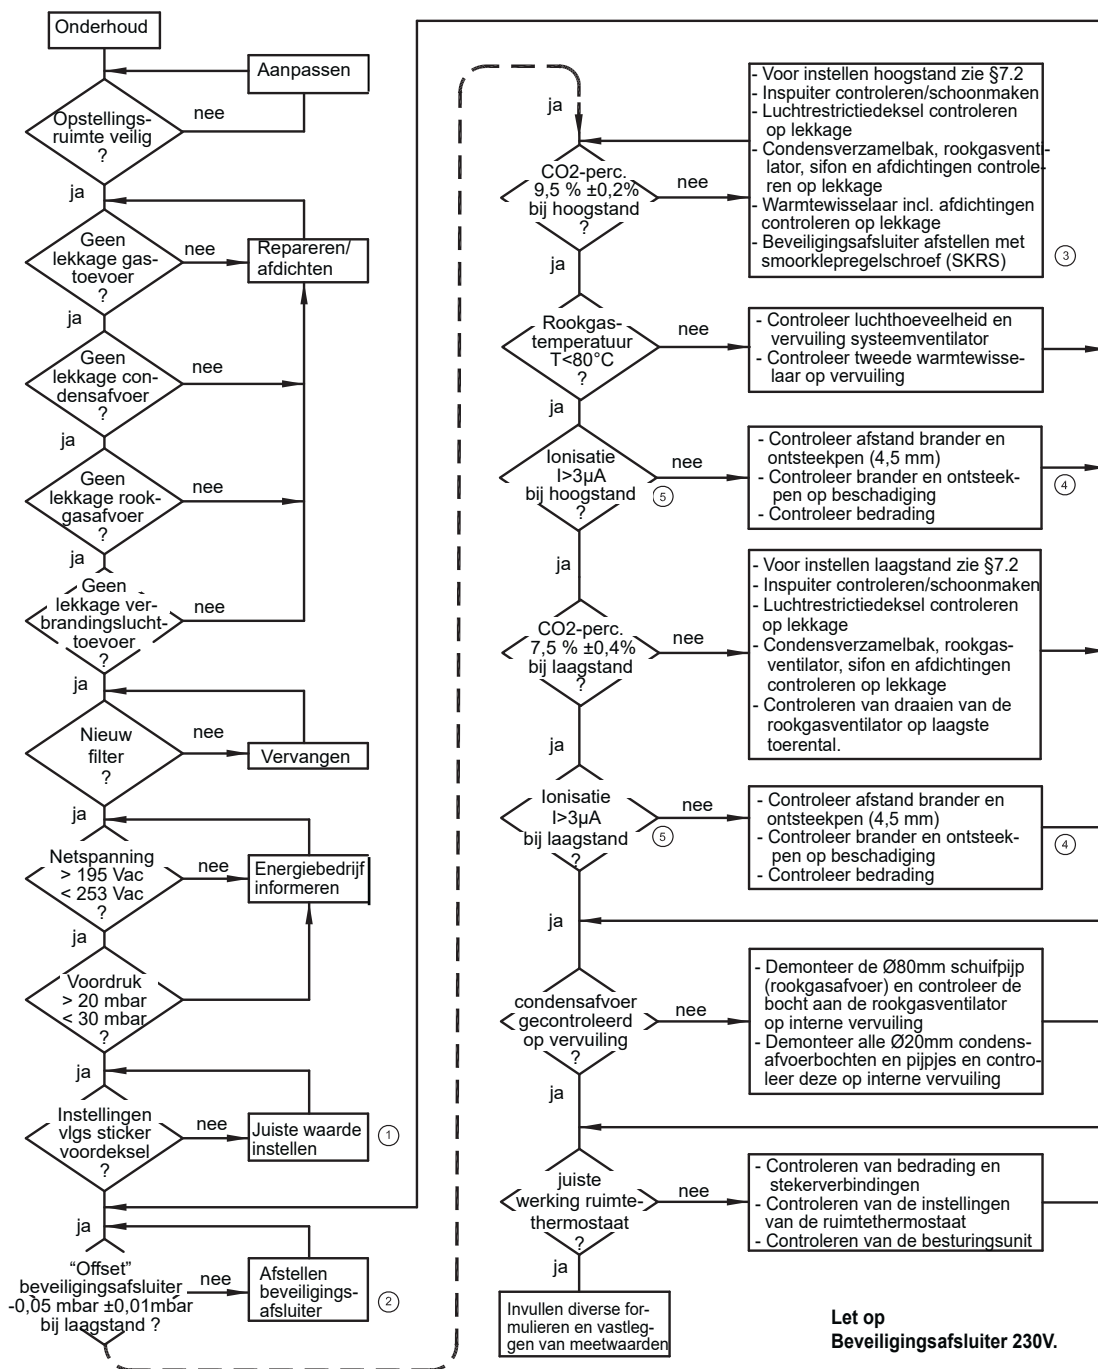 Onderhoud
Aanpassen
Opstellings-
ruimte veilig
?
nee
ja
Geen
lekkage gas-
toevoer
?
nee
Repareren/
afdichten
ja
Geen
lekkage con-
densafvoer
?
nee
ja
Geen
lekkage rook-
gasafvoer
?
nee
ja
Geen
lekkage ver-
brandingslucht-
toevoer
?
nee
ja
Nieuw
filter
?
nee
Vervangen
ja
Netspanning
> 195 Vac
< 253 Vac
?
nee
Energiebedrijf
informeren
ja
Voordruk
> 20 mbar
< 30 mbar
?
ja
Instellingen
vlgs sticker
voordeksel
?
nee
Juiste waarde
instellen
1
ja
“Offset”
beveiligingsafsluiter
-0,05 mbar ±0,01mbar
bij laagstand ?
nee
Afstellen
beveiligings-
afsluiter
2
ja
CO2-perc.
9,5 % ±0,2%
bij hoogstand
?
nee
- Voor instellen hoogstand zie §7.2
- Inspuiter controleren/schoonmaken
- Luchtrestrictiedeksel controleren
op lekkage
- Condensverzamelbak, rookgasventi-
lator, sifon en afdichtingen controle-
ren op lekkage
- Warmtewisselaar incl. afdichtingen
controleren op lekkage
- Beveiligingsafsluiter afstellen met
smoorklepregelschroef (SKRS)
3
ja
Rookgas-
temperatuur
T<80°C
?
nee
- Controleer luchthoeveelheid en
vervuiling systeemventilator
- Controleer tweede warmtewisse-
laar op vervuiling
ja
Ionisatie
I>3µA
bij hoogstand
?
5
nee
- Controleer afstand brander en
ontsteekpen (4,5 mm)
- Controleer brander en ontsteek-
pen op beschadiging
- Controleer bedrading
4
ja
CO2-perc.
7,5 % ±0,4%
bij laagstand
?
nee
- Voor instellen laagstand zie §7.2
- Inspuiter controleren/schoonmaken
- Luchtrestrictiedeksel controleren
op lekkage
- Condensverzamelbak, rookgas-
ventilator, sifon en afdichtingen
controleren op lekkage
- Controleren van draaien van de
rookgasventilator op laagste
toerental.
ja
Ionisatie
I>3µA
bij laagstand
?
5
nee
- Controleer afstand brander en
ontsteekpen (4,5 mm)
- Controleer brander en ontsteek-
pen op beschadiging
- Controleer bedrading
4
ja
condensafvoer
gecontroleerd
op vervuiling
?
nee
- Demonteer de Ø80mm schuifpijp
(rookgasafvoer) en controleer de
bocht aan de rookgasventilator
op interne vervuiling
- Demonteer alle Ø20mm condens-
afvoerbochten en pijpjes en contro-
leer deze op interne vervuiling
ja
juiste
werking ruimte-
thermostaat
?
nee
- Controleren van bedrading en
stekerverbindingen
- Controleren van de instellingen
van de ruimtethermostaat
- Controleren van de besturingsunit
ja
Invullen diverse for-
mulieren en vastleg-
gen van meetwaarden
Let op
Beveiligingsafsluiter 230V.